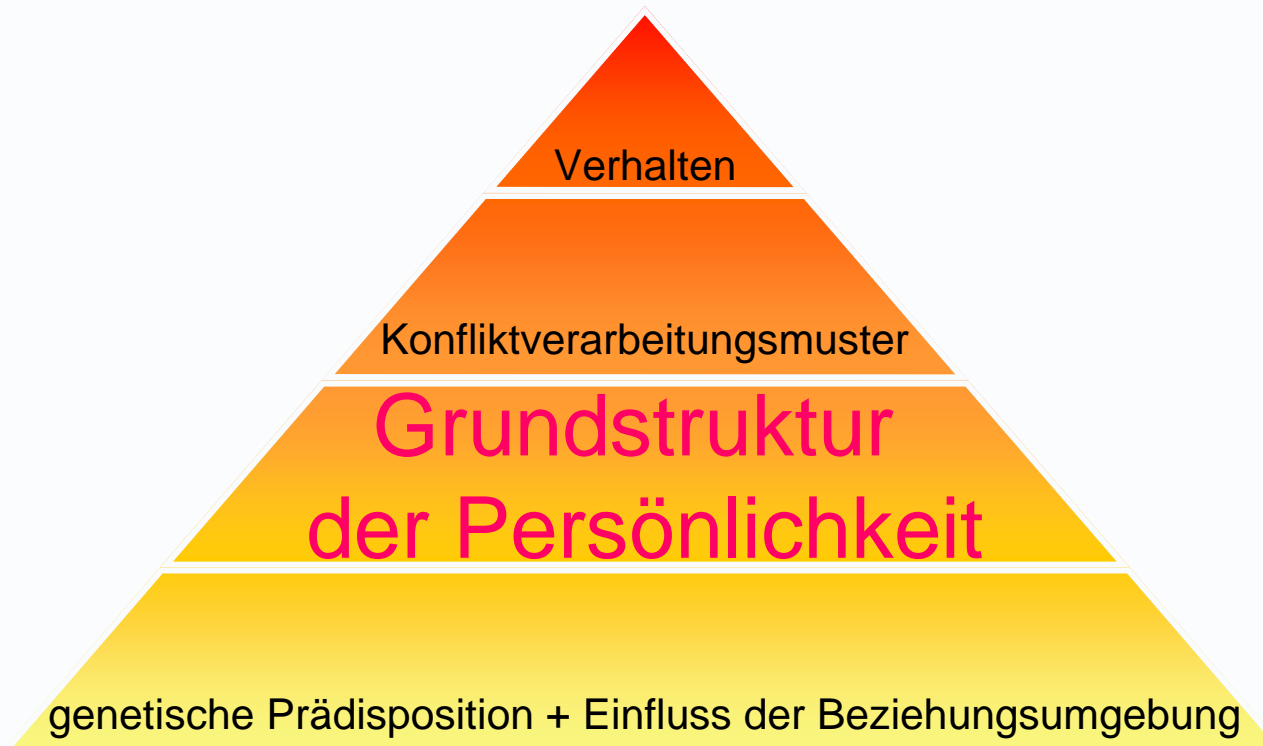 Verhalten
Konfliktverarbeitungsmuster
Grundstruktur
der Persönlichkeit
genetische Prädisposition + Einfluss der Beziehungsumgebung